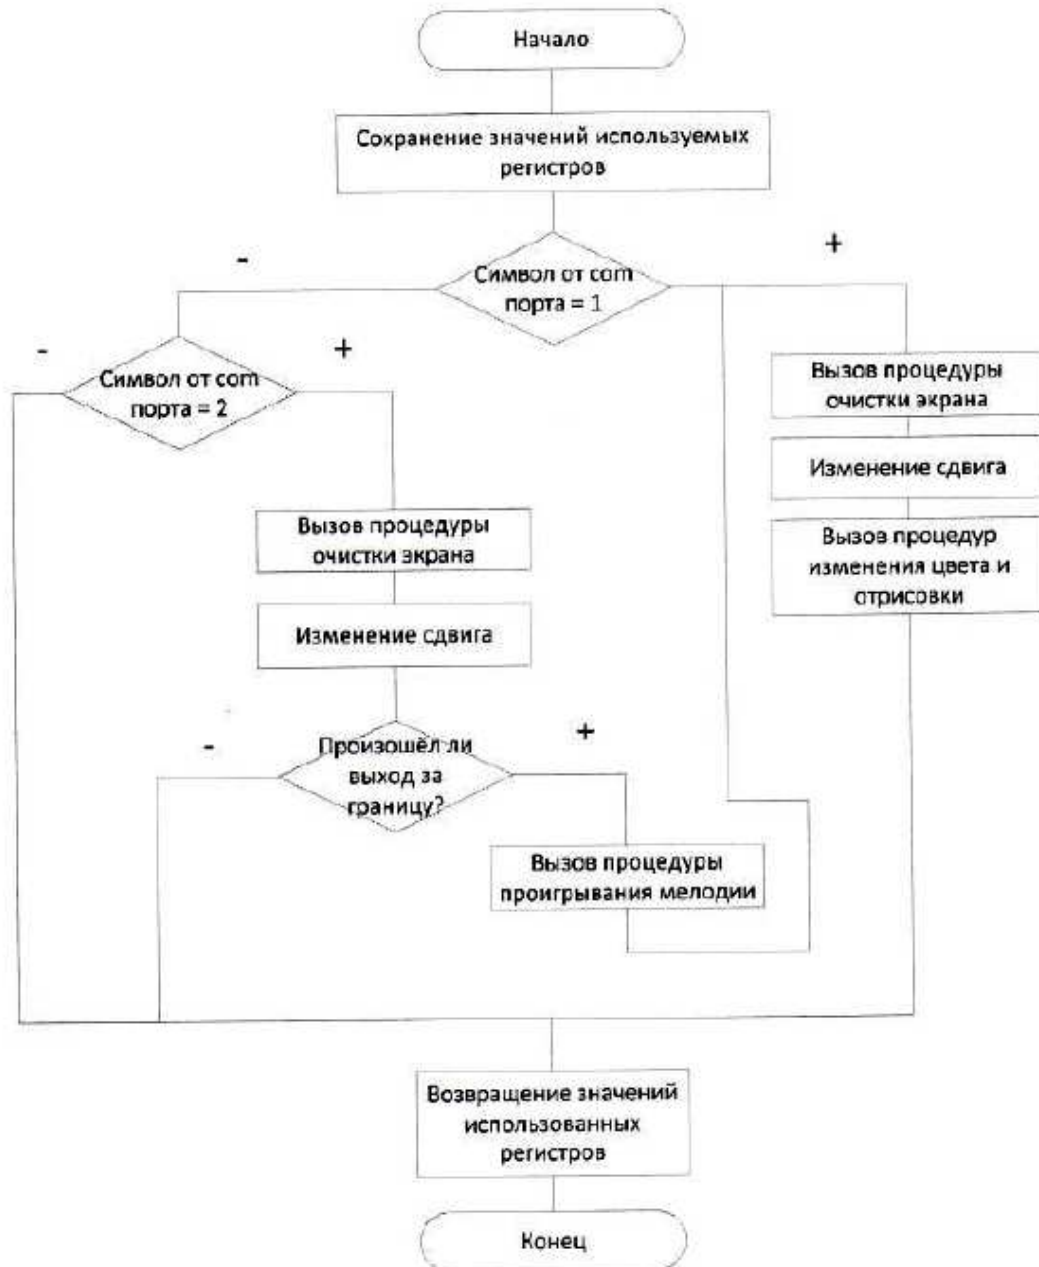 Начало
Сохранение значений используемых
регистров
-
+
Символ от com
порта = 1
-
+
Символ от com
порта = 2
Вызов процедуры
очистки экрана
Изменение сдвига
Вызов процедур
изменения цвета и
отрисовки
Вызов процедуры
очистки экрана
Изменение сдвига
-
+
Произошёл ли
выход за
границу?
Вызов процедуры
проигрывания мелодии
Возвращение значений
использованных
регистров
Конец